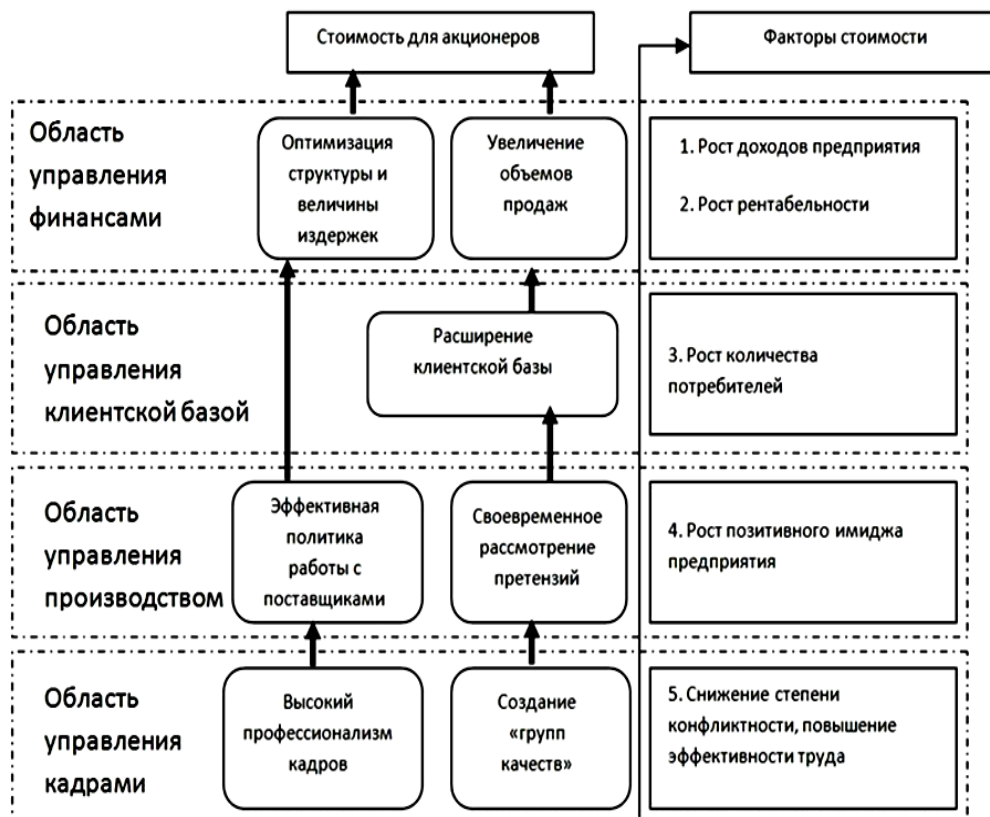 Стоимость для акционеров
Факторы стоимости
Область
управления
финансами
Оптимизация
структуры и
величины
издержек
Увеличение
объемов
продаж
1. Рост доходов предприятия
2. Рост рентабельности
Область
управления
клиентской базой
Расширение
клиентской базы
3. Рост количества
потребителей
Область
управления
производством
Эффективная
политика
работы с
поставщиками
Своевременное
рассмотрение
претензий
4. Рост позитивного имиджа
предприятия
Область
управления
кадрами
Высокий
профессионализм
кадров
Создание
«групп
качеств»
5. Снижение степени
конфликтности, повышение
эффективности труда